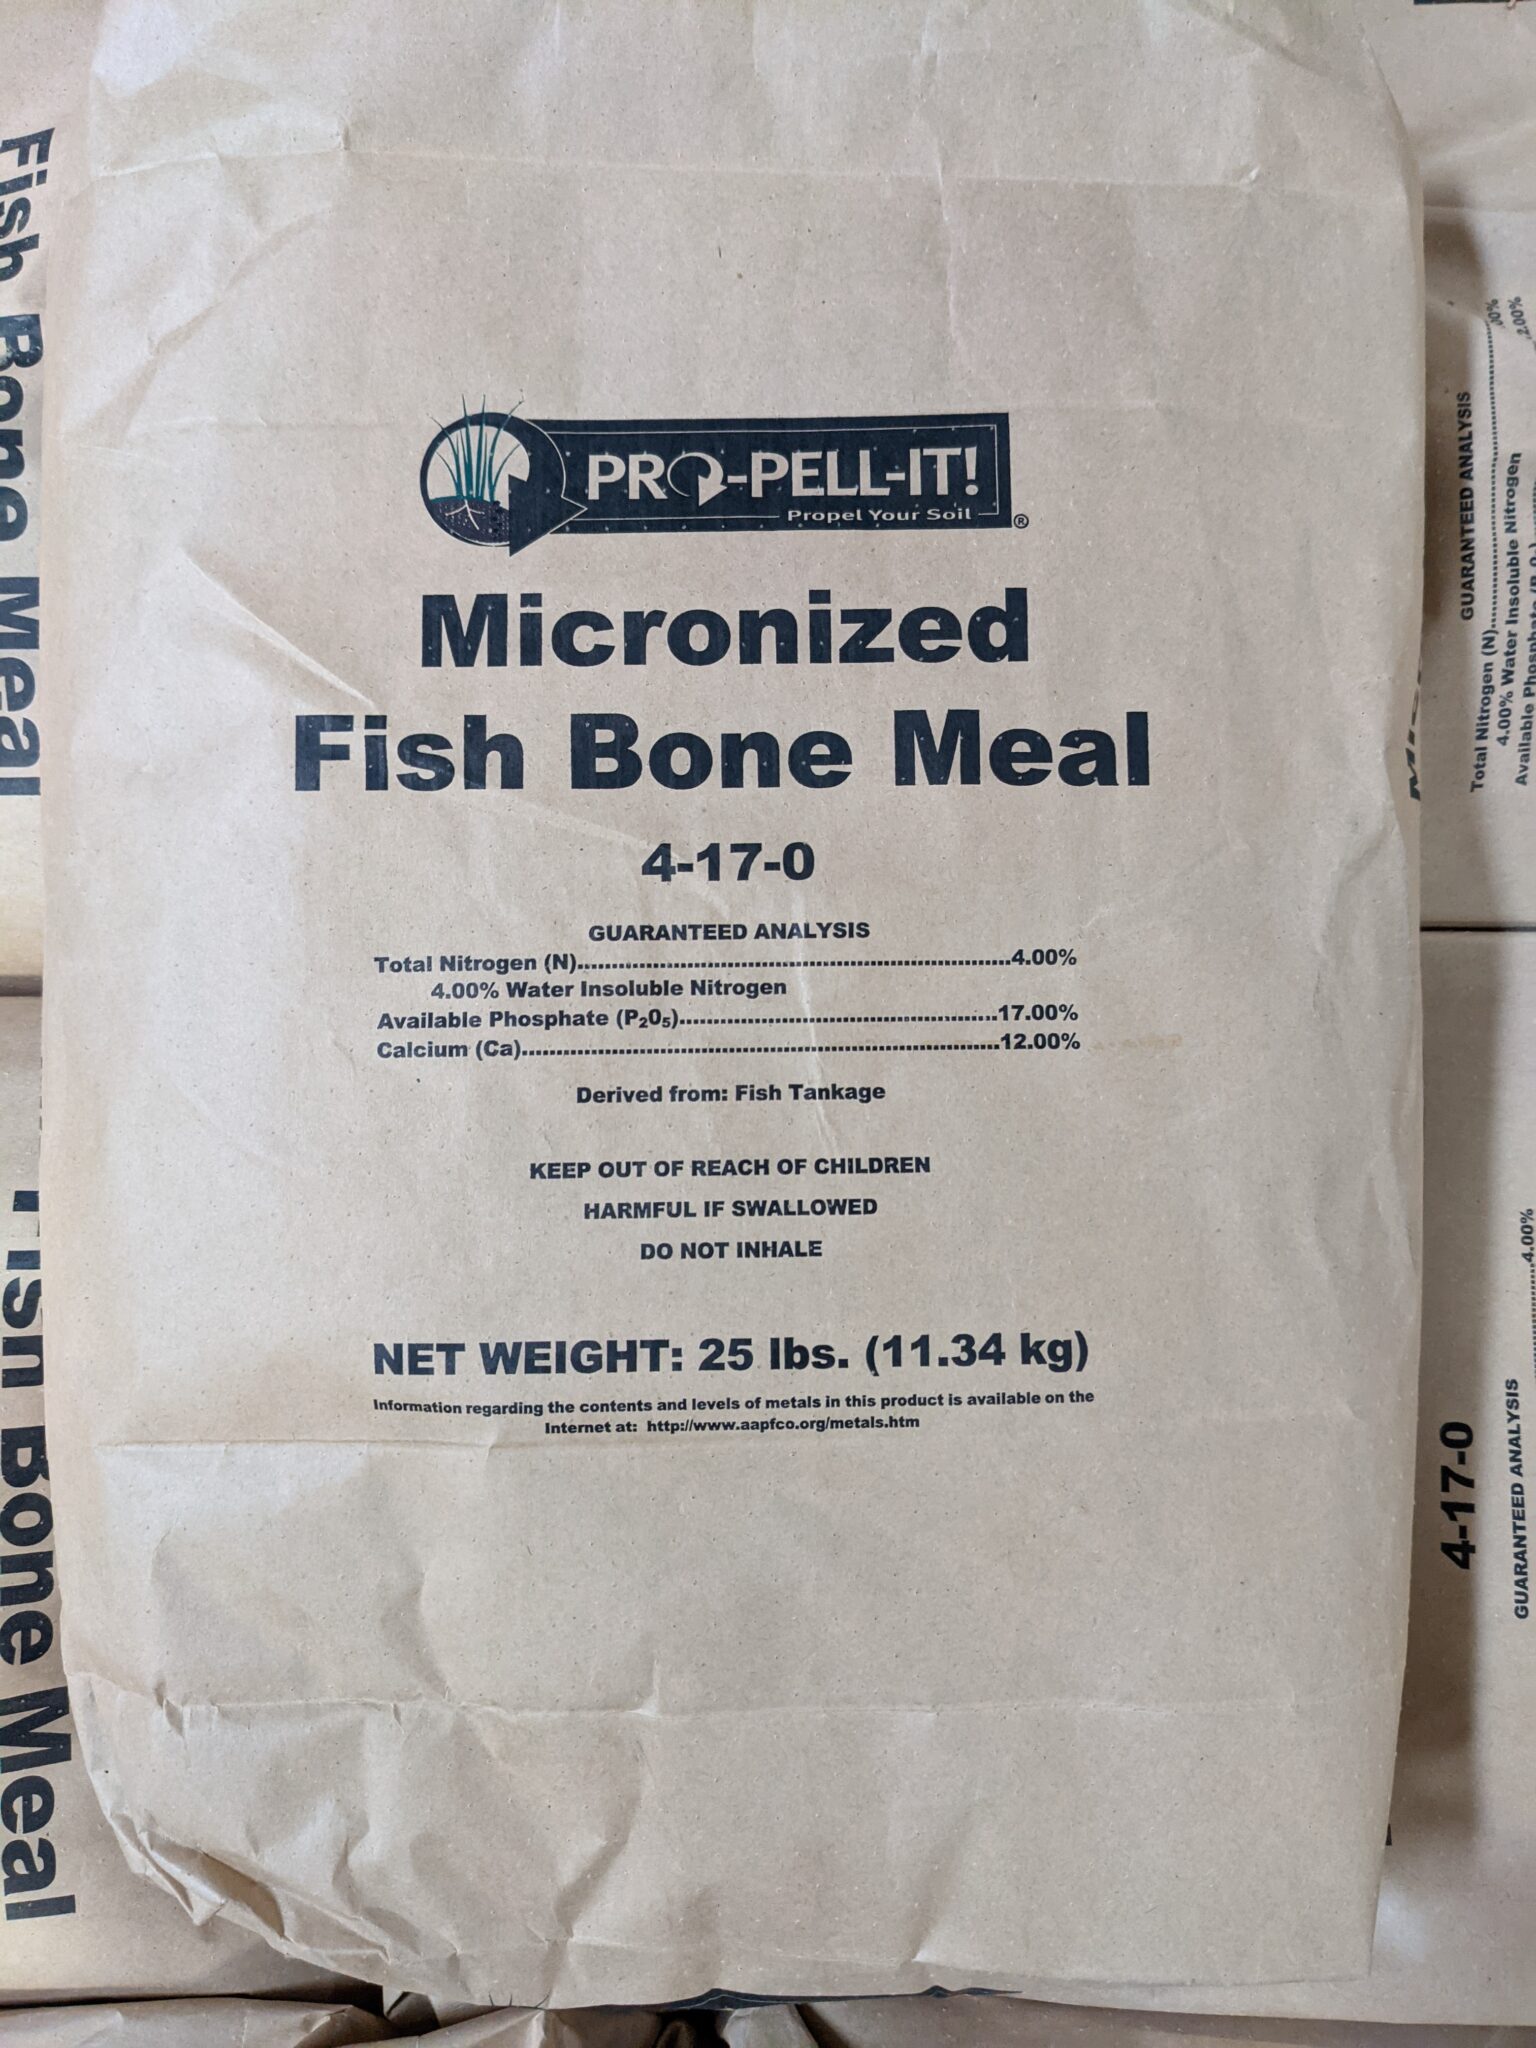 PRO-PELL-IT!
Propel Your Soil
®
Micronized
Fish Bone Meal
4-17-0
GUARANTEED ANALYSIS
Total Nitrogen (N)..........4.00%
4.00% Water Insoluble Nitrogen
Available Phosphate (P₂O₅)..........17.00%
Calcium (Ca)..........12.00%
Derived from: Fish Tankage
KEEP OUT OF REACH OF CHILDREN
HARMFUL IF SWALLOWED
DO NOT INHALE
NET WEIGHT: 25 lbs. (11.34 kg)
Information regarding the contents and levels of metals in this product is available on the
Internet at: http://www.aapfco.org/metals.htm
Fish Bone Meal
Fish Bone Meal
GUARANTEED ANALYSIS
Total Nitrogen (N)..........
4.00% Water Insoluble Nitrogen
Available Phosphate
4-17-0
GUARANTEED ANALYSIS
4.00%